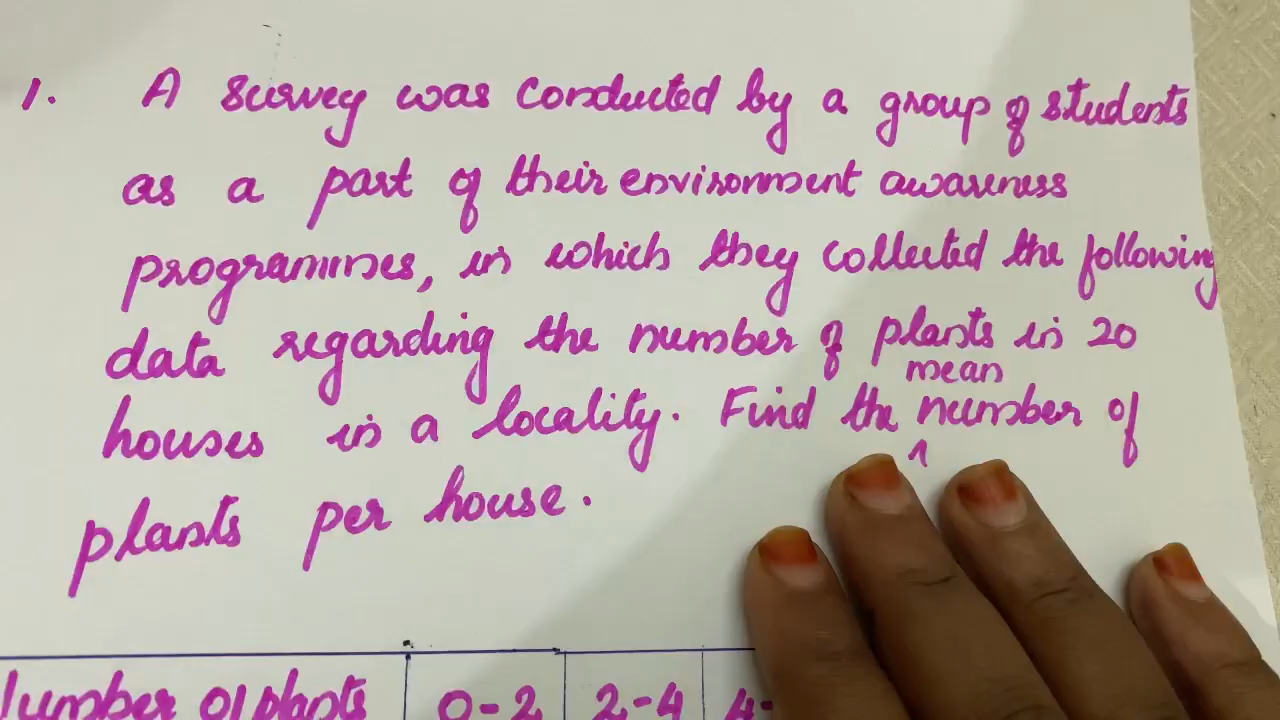 1. A survey was conducted by a group of students
as a part of their environment awareness
programmes, in which they collected the following
data regarding the number of plants in 20
mean
houses in a locality. Find the ^ number of
plants per house.
Number of plants 0-2 2-4 4-